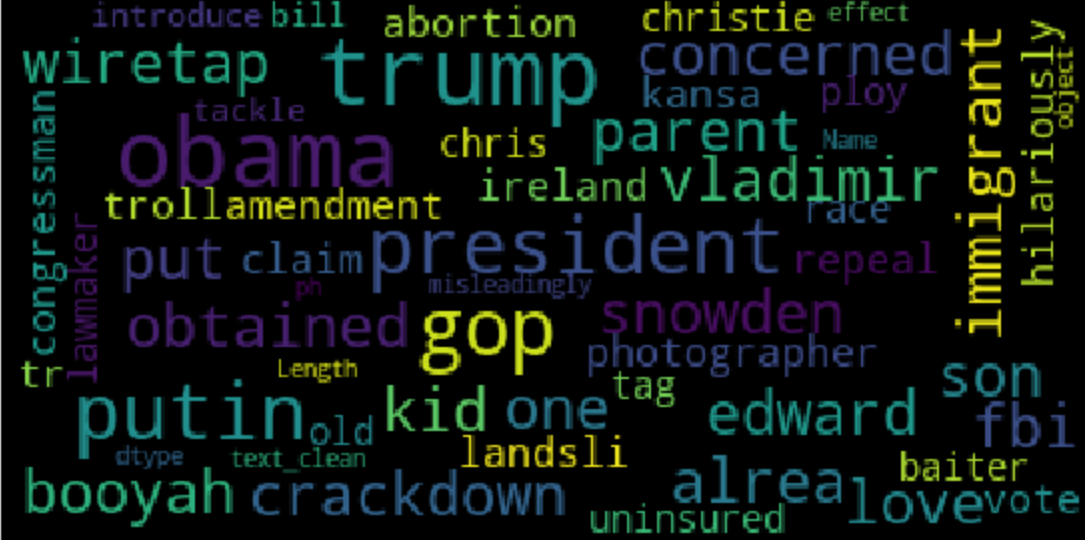 introduce bill abortion christie effect
wiretap trump concerned
tackle kansa ploy
obama chris parent Name
ireland vladimir
trollamendment race
put claim president repeal
ph misleadingly
obtained gop snowden
photographer
tr Length tag son
putin old kid one edward fbi
dtype text_clean landsli baiter
booyah crackdown alrea love vote
uninsured
congressman
lawmaker
immigrant
hilariously
object